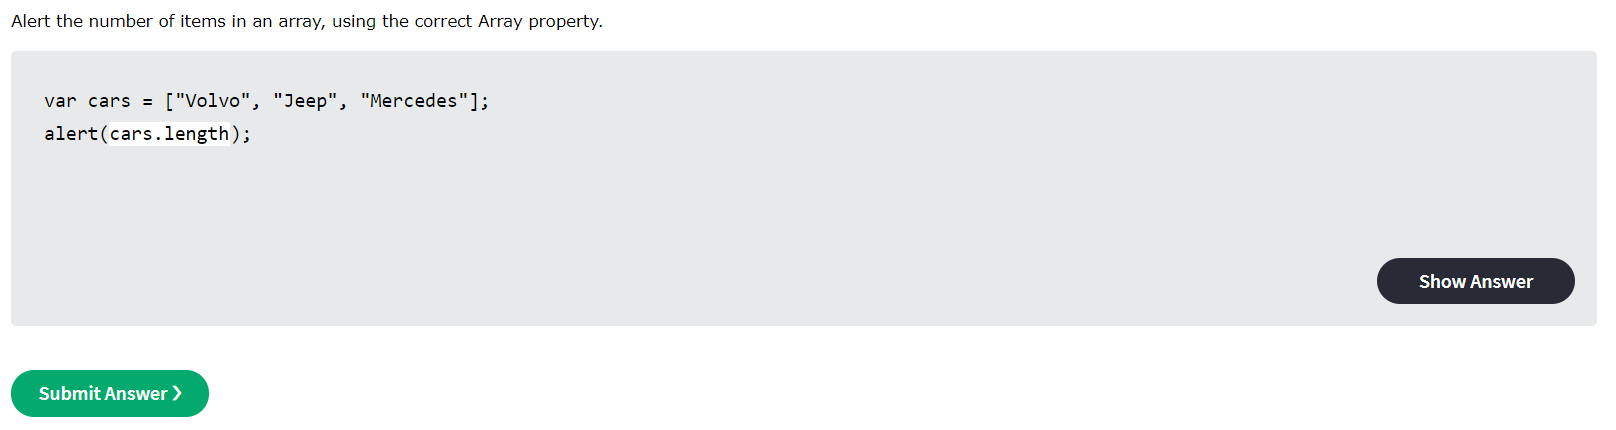 Alert the number of items in an array, using the correct Array property.
var cars = ["Volvo", "Jeep", "Mercedes"];
alert(cars.length);
Show Answer
Submit Answer ❯